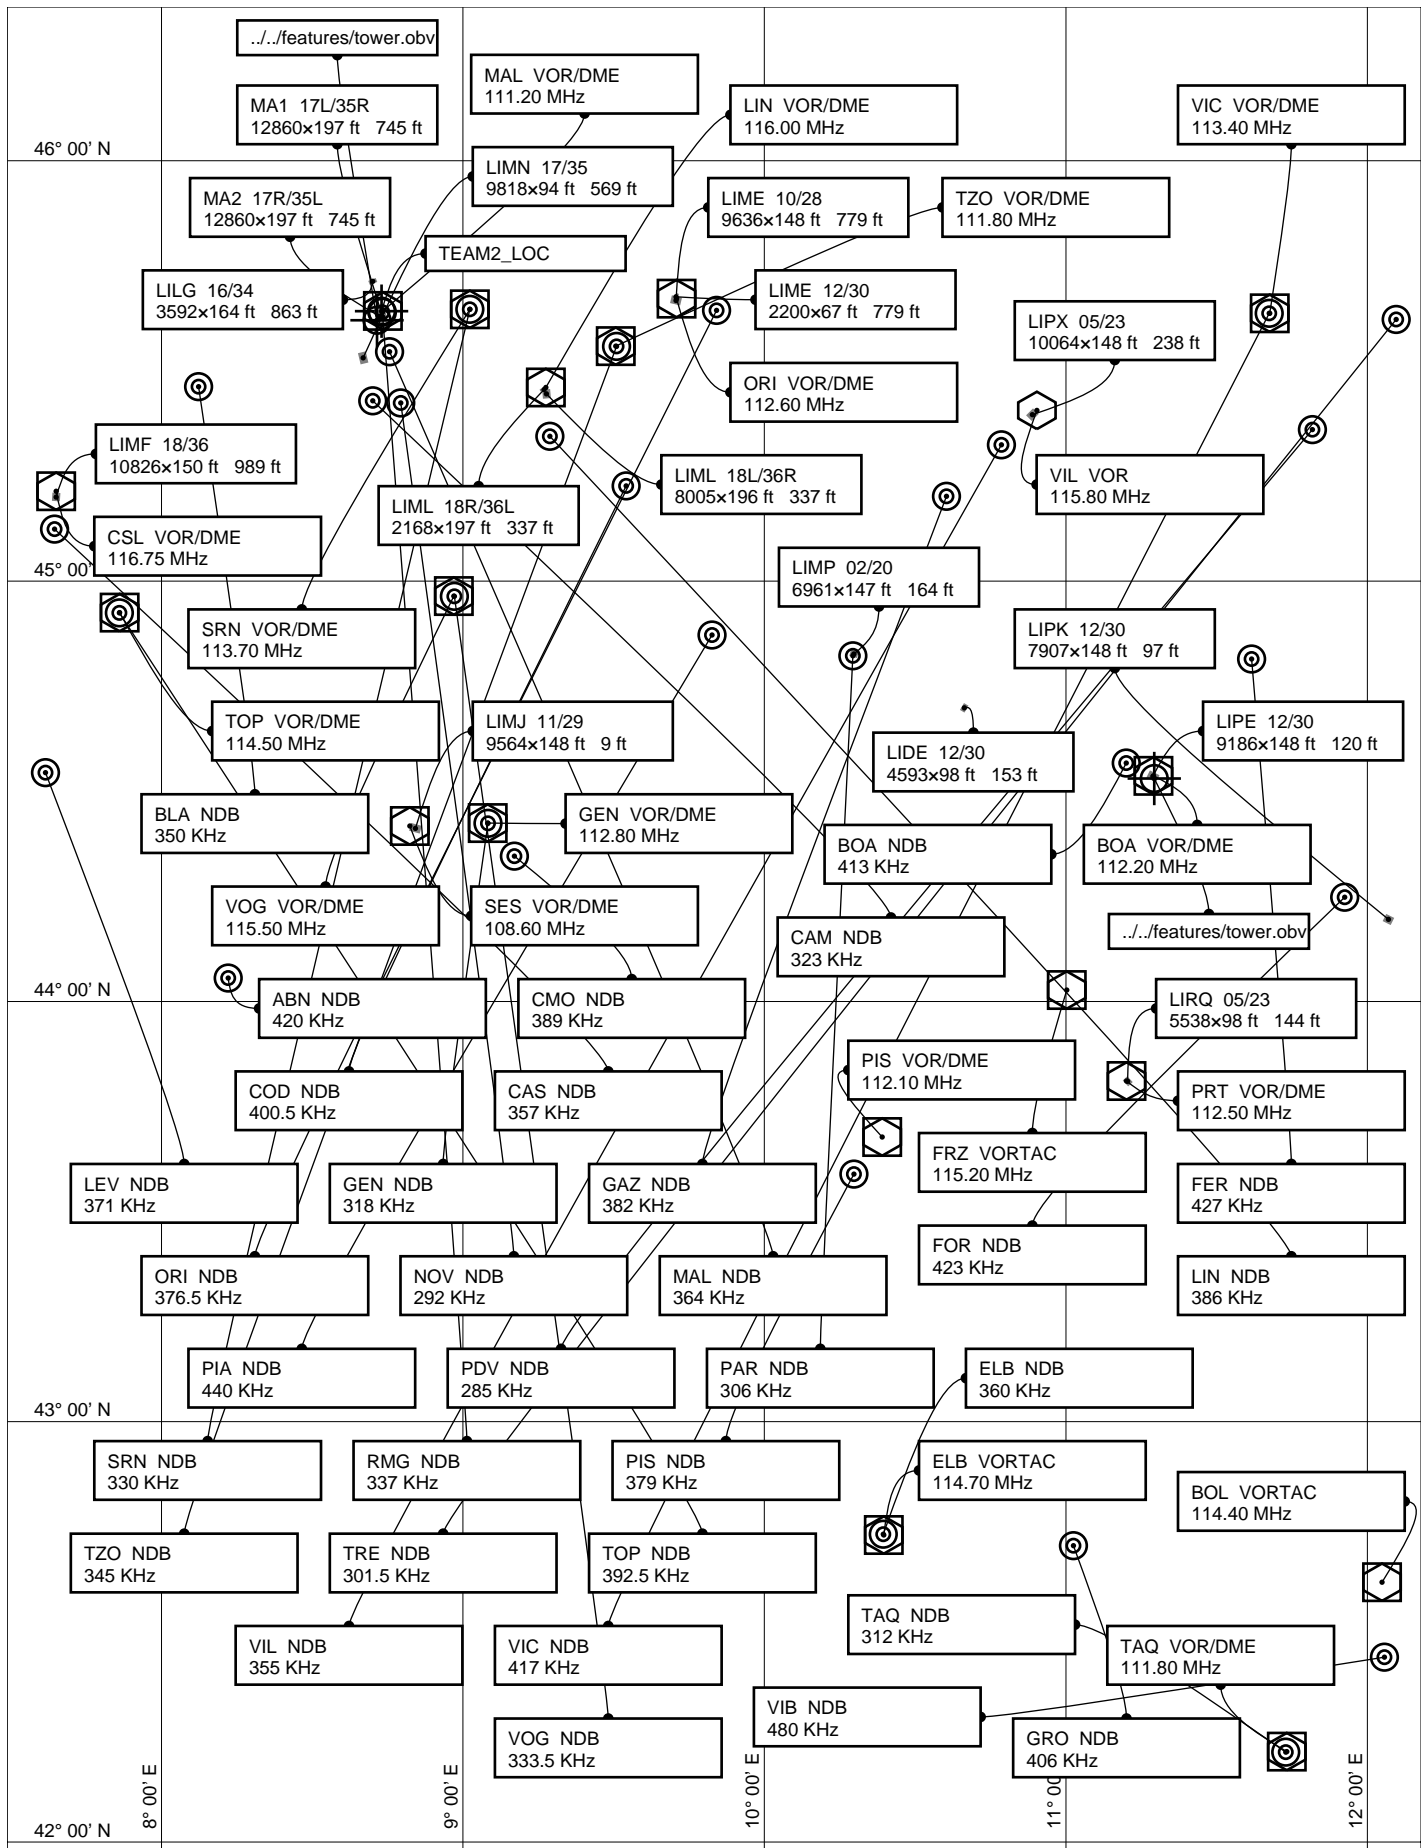 ../../features/tower.obv
MAL VOR/DME
111.20 MHz
MA1 17L/35R
12860×197 ft 745 ft
LIN VOR/DME
116.00 MHz
VIC VOR/DME
113.40 MHz
46° 00' N
LIMN 17/35
9818×94 ft 569 ft
MA2 17R/35L
12860×197 ft 745 ft
LIME 10/28
9636×148 ft 779 ft
TZO VOR/DME
111.80 MHz
TEAM2_LOC
LILG 16/34
3592×164 ft 863 ft
LIME 12/30
2200×67 ft 779 ft
LIPX 05/23
10064×148 ft 238 ft
ORI VOR/DME
112.60 MHz
LIMF 18/36
10826×150 ft 989 ft
LIML 18L/36R
8005×196 ft 337 ft
VIL VOR
115.80 MHz
LIML 18R/36L
2168×197 ft 337 ft
CSL VOR/DME
116.75 MHz
45° 00'
LIMP 02/20
6961×147 ft 164 ft
SRN VOR/DME
113.70 MHz
LIPK 12/30
7907×148 ft 97 ft
TOP VOR/DME
114.50 MHz
LIMJ 11/29
9564×148 ft 9 ft
LIPE 12/30
9186×148 ft 120 ft
LIDE 12/30
4593×98 ft 153 ft
BLA NDB
350 KHz
GEN VOR/DME
112.80 MHz
BOA NDB
413 KHz
BOA VOR/DME
112.20 MHz
VOG VOR/DME
115.50 MHz
SES VOR/DME
108.60 MHz
CAM NDB
323 KHz
../../features/tower.obv
44° 00' N
ABN NDB
420 KHz
CMO NDB
389 KHz
LIRQ 05/23
5538×98 ft 144 ft
PIS VOR/DME
112.10 MHz
COD NDB
400.5 KHz
CAS NDB
357 KHz
PRT VOR/DME
112.50 MHz
FRZ VORTAC
115.20 MHz
LEV NDB
371 KHz
GEN NDB
318 KHz
GAZ NDB
382 KHz
FER NDB
427 KHz
FOR NDB
423 KHz
ORI NDB
376.5 KHz
NOV NDB
292 KHz
MAL NDB
364 KHz
LIN NDB
386 KHz
PIA NDB
440 KHz
PDV NDB
285 KHz
PAR NDB
306 KHz
ELB NDB
360 KHz
43° 00' N
SRN NDB
330 KHz
RMG NDB
337 KHz
PIS NDB
379 KHz
ELB VORTAC
114.70 MHz
BOL VORTAC
114.40 MHz
TZO NDB
345 KHz
TRE NDB
301.5 KHz
TOP NDB
392.5 KHz
TAQ NDB
312 KHz
VIL NDB
355 KHz
VIC NDB
417 KHz
TAQ VOR/DME
111.80 MHz
VIB NDB
480 KHz
VOG NDB
333.5 KHz
GRO NDB
406 KHz
8° 00' E
9° 00' E
10° 00' E
11° 00
12° 00' E
42° 00' N